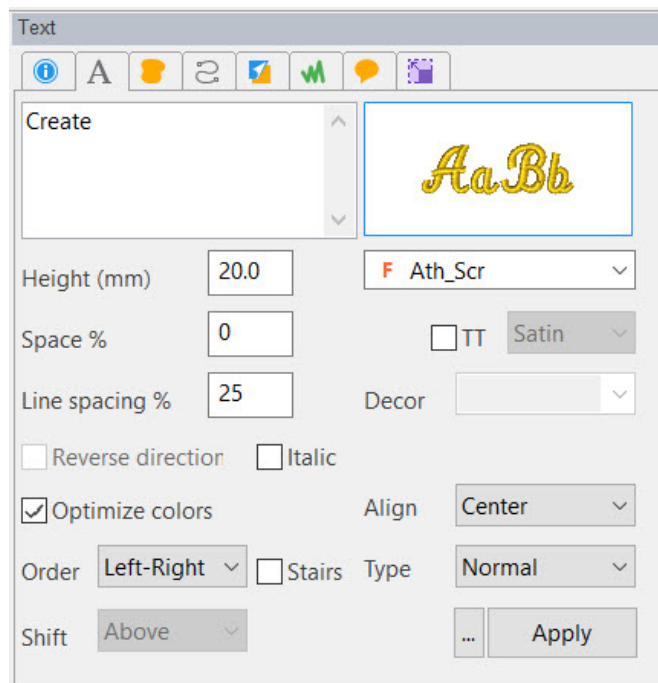 Text
A
Create
AaBb
Height (mm) 20.0 F Ath_Scr
Space % 0 TT Satin
Line spacing % 25 Decor
Reverse direction Italic
Optimize colors Align Center
Order Left-Right Stairs Type Normal
Shift Above ... Apply